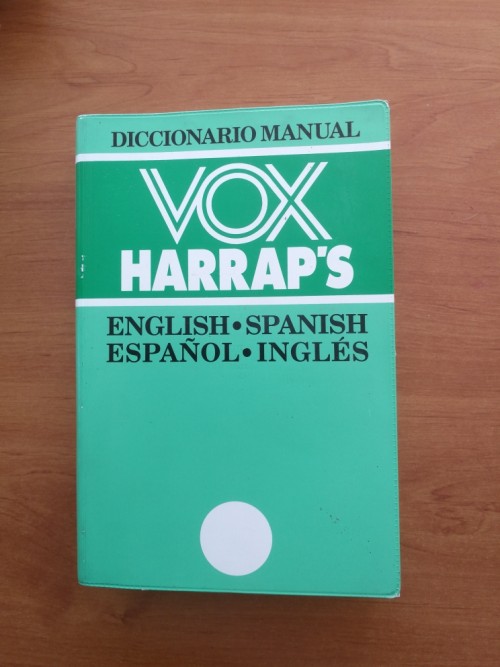 DICCIONARIO MANUAL
VOX
HARRAP'S
ENGLISH • SPANISH
ESPAÑOL • INGLÉS